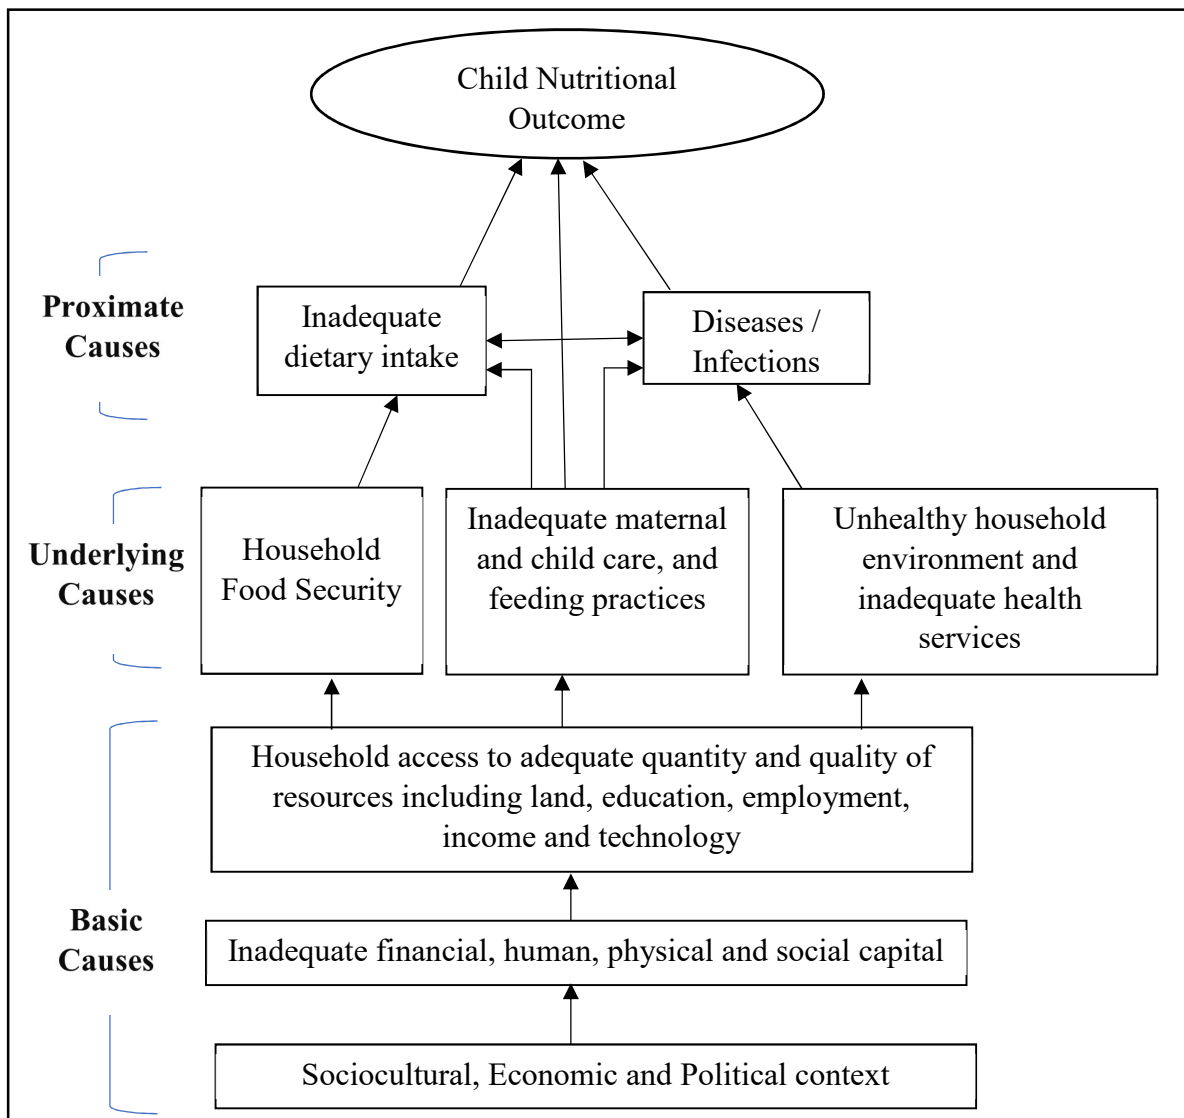 Child Nutritional
Outcome
Proximate
Causes
Inadequate
dietary intake
Diseases /
Infections
Underlying
Causes
Household
Food Security
Inadequate maternal
and child care, and
feeding practices
Unhealthy household
environment and
inadequate health
services
Basic
Causes
Household access to adequate quantity and quality of
resources including land, education, employment,
income and technology
Inadequate financial, human, physical and social capital
Sociocultural, Economic and Political context